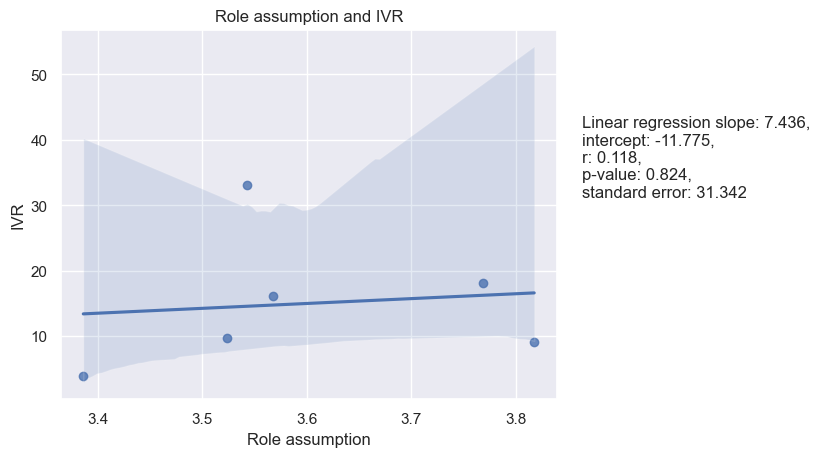 Role assumption and IVR
50
40
30
20
10
IVR
3.4 3.5 3.6 3.7 3.8
Role assumption
Linear regression slope: 7.436,
intercept: -11.775,
r: 0.118,
p-value: 0.824,
standard error: 31.342